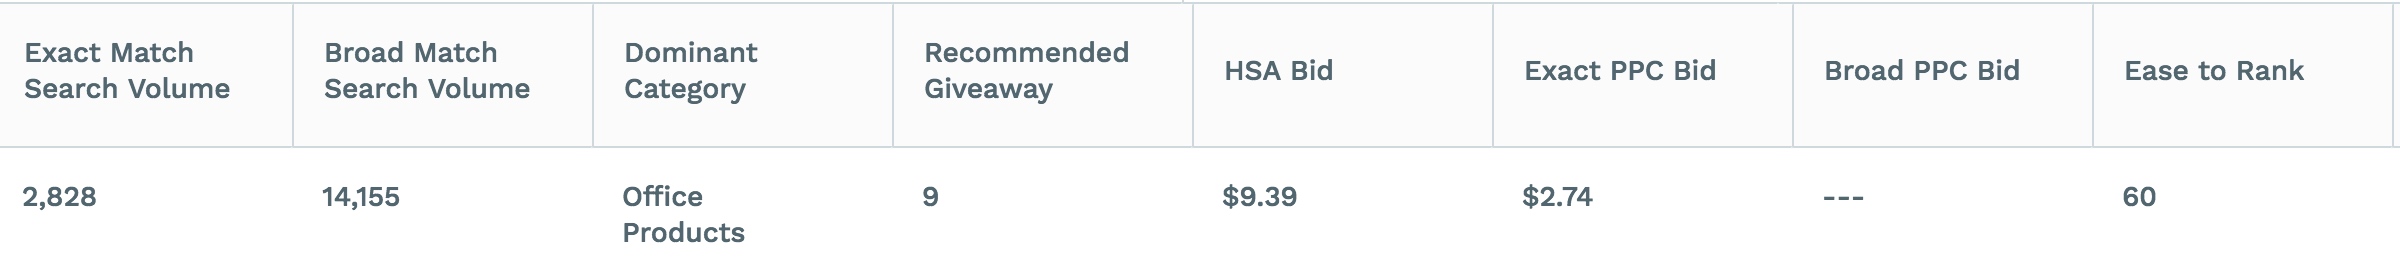 Exact Match
Search Volume
Broad Match
Search Volume
Dominant
Category
Recommended
Giveaway
HSA Bid
Exact PPC Bid
Broad PPC Bid
Ease to Rank
2,828
14,155
Office
Products
9
$9.39
$2.74
---
60